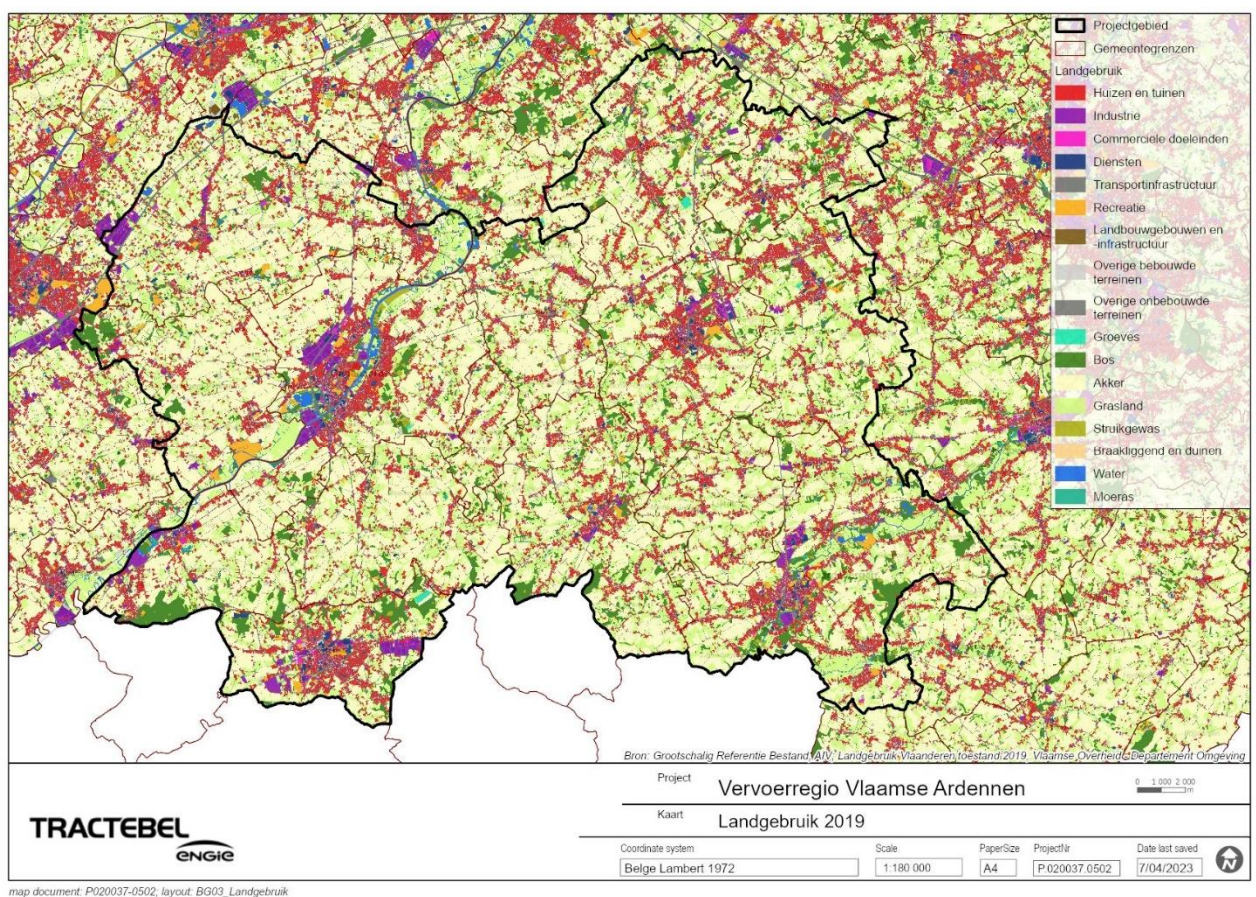 Projectgebied
Gemeentegrenzen
Landgebruik
Huizen en tuinen
Industrie
Commerciele doeleinden
Diensten
Transportinfrastructuur
Recreatie
Landbouwgebouwen en
-infrastructuur
Overige bebouwde
terreinen
Overige onbebouwde
terreinen
Groeves
Bos
Akker
Grasland
Struikgewas
Braakliggend en duinen
Water
Moeras
Bron: Grootschalig Referentie Bestand, AIV; Landgebruik Vlaanderen toestand 2019, Vlaamse Overheid - Departement Omgeving
Project
Vervoerregio Vlaamse Ardennen
0 1 000 2 000
m
Kaart
Landgebruik 2019
TRACTEBEL
ENGIE
Coordinate system
Scale
PaperSize
ProjectNr
Date last saved
Belge Lambert 1972
1:180 000
A4
P.020037.0502
7/04/2023
N
map document: P020037-0502; layout: BG03_Landgebruik